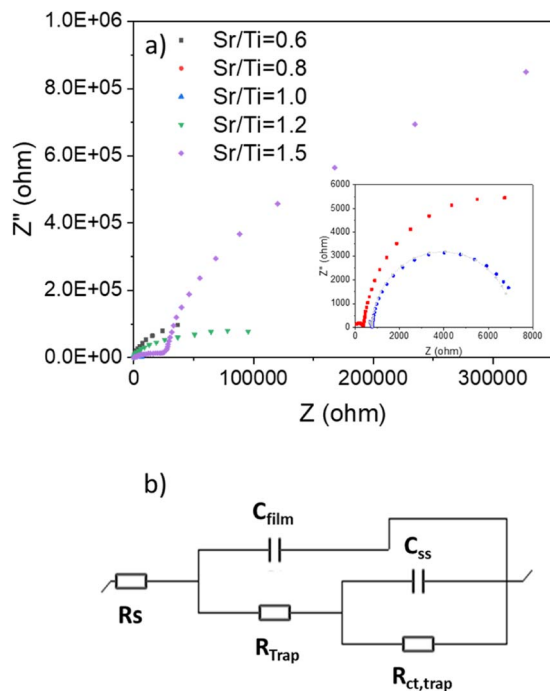 a)
Sr/Ti=0.6
Sr/Ti=0.8
Sr/Ti=1.0
Sr/Ti=1.2
Sr/Ti=1.5
1.0E+06
8.0E+05
6.0E+05
4.0E+05
2.0E+05
0.0E+00
Z" (ohm)
0
100000
200000
300000
Z (ohm)
6000
5000
4000
3000
2000
1000
0
Z" (ohm)
0 2000 4000 6000 8000
Z (ohm)
b)
C_film
C_ss
Rs
R_Trap
R_ct,trap